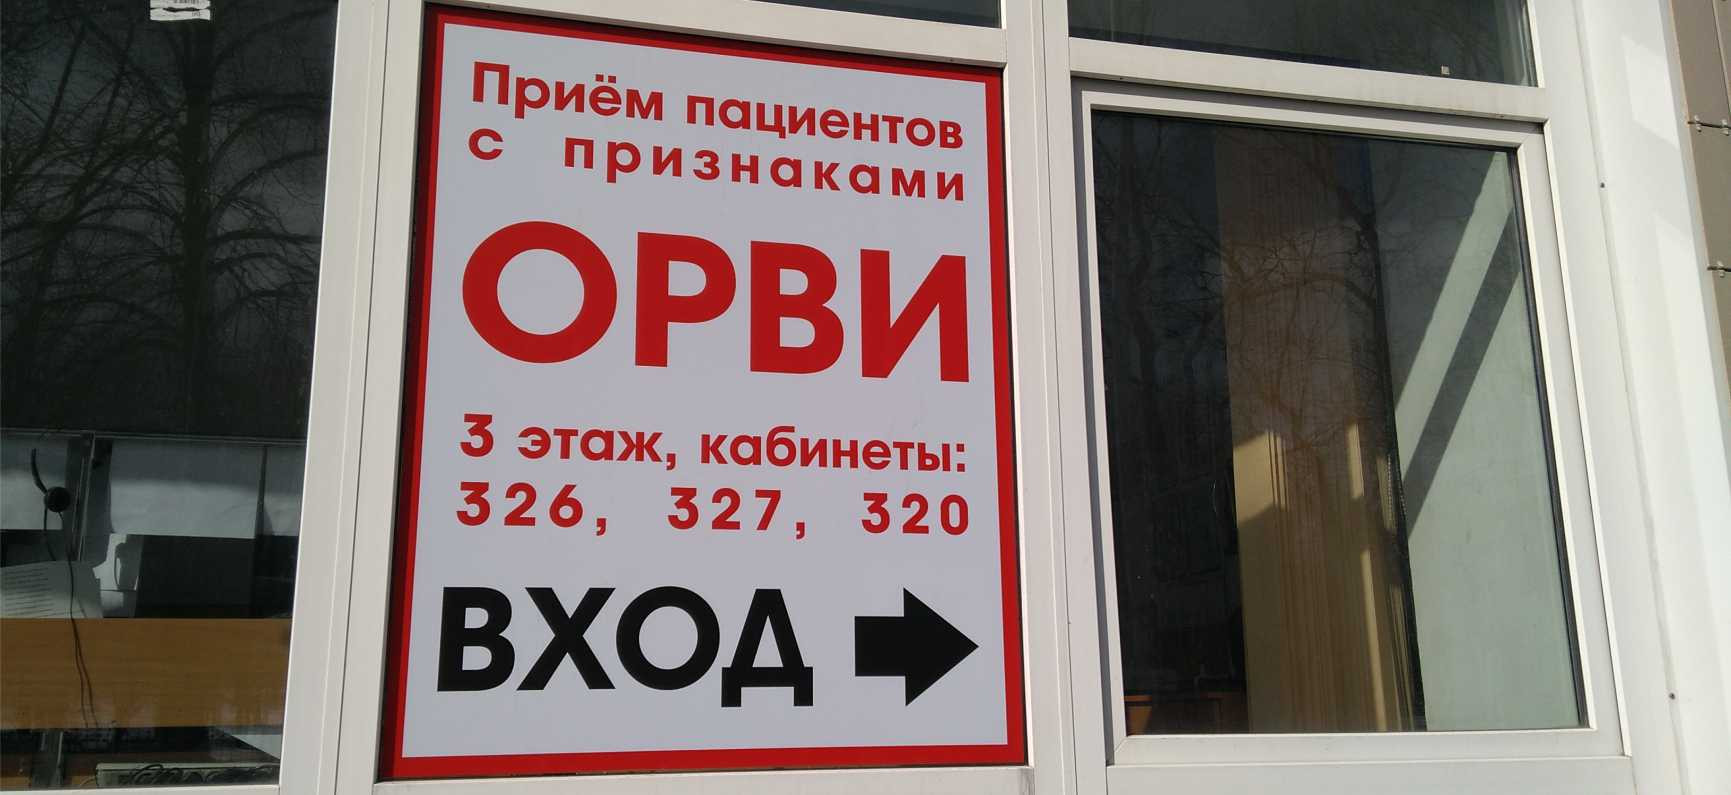 Приём пациентов
с признаками
ОРВИ
3 этаж, кабинеты:
326, 327, 320
ВХОД